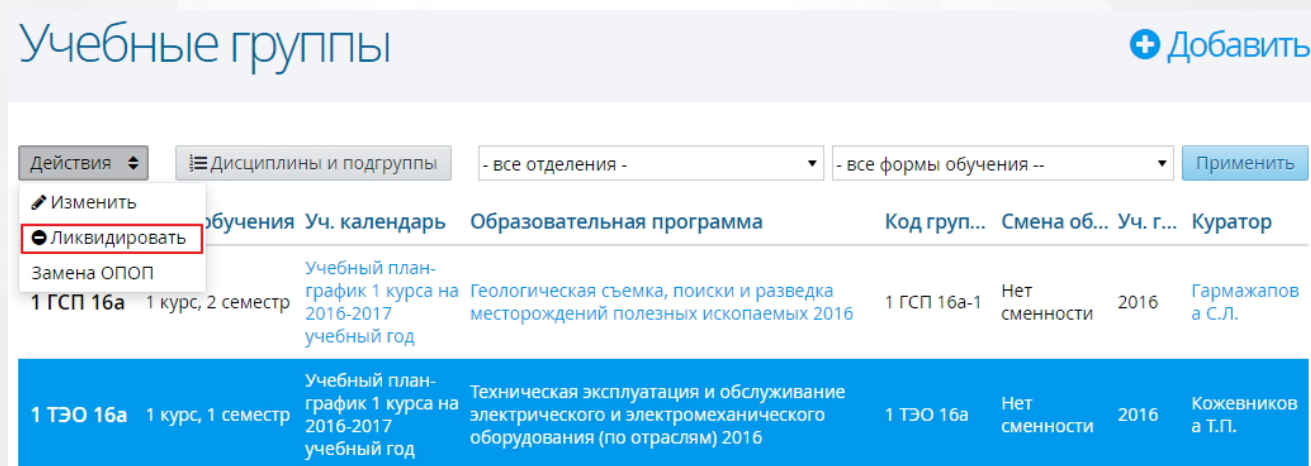 Учебные группы
Добавить
Действия
Дисциплины и подгруппы
- все отделения -
- все формы обучения --
Применить
Изменить
Ликвидировать
Замена ОПОП
обучения Уч. календарь Образовательная программа Код груп... Смена об... Уч. г... Куратор
1 ГСП 16а
1 курс, 2 семестр
Учебный план-
график 1 курса на
2016-2017
учебный год
Геологическая съемка, поиски и разведка
месторождений полезных ископаемых 2016
1 ГСП 16а-1
Нет
сменности
2016
Гармажапов
а С.Л.
1 ТЭО 16а
1 курс, 1 семестр
Учебный план-
график 1 курса на
2016-2017
учебный год
Техническая эксплуатация и обслуживание
электрического и электромеханического
оборудования (по отраслям) 2016
1 ТЭО 16а
Нет
сменности
2016
Кожевников
а Т.П.